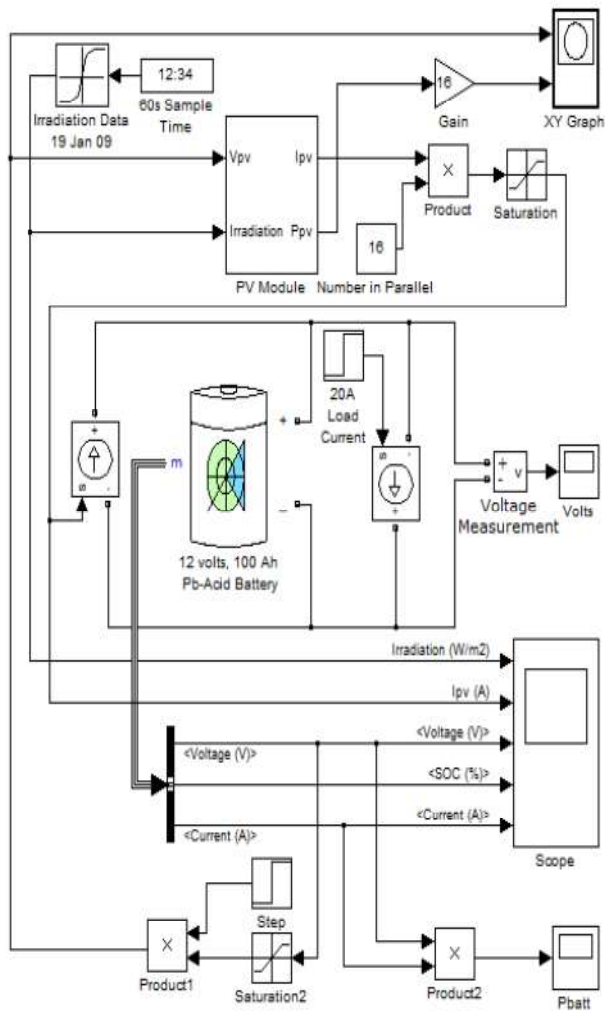 12:34
16
Irradiation Data
19 Jan 09
60s Sample
Time
Gain
XY Graph
Vpv
Ipv
X
Irradiation
Ppv
Product
Saturation
16
PV Module
Number in Parallel
20A
Load
Current
+
+
m
s
-
s
-
+
-
v
_
+
Voltage
Measurement
Volts
12 volts, 100 Ah
Pb-Acid Battery
Irradiation (W/m2)
Ipv (A)
<Voltage (V)>
<Voltage (V)>
<SOC (%)>
<Current (A)>
<Current (A)>
Scope
Step
X
X
Product1
Saturation2
Product2
Pbatt